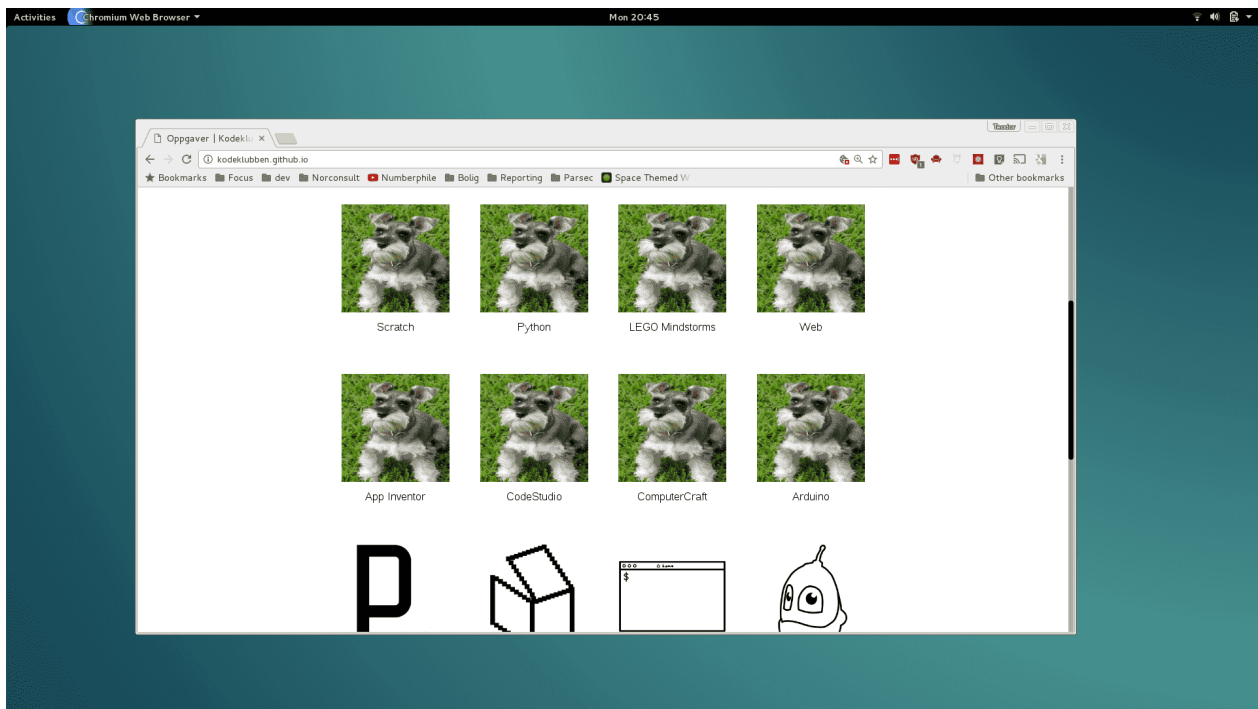 Activities Chromium Web Browser Mon 20:45
Oppgaver | Kodeklu
kodeklubben.github.io
Bookmarks Focus dev Norconsult Numberphile Bolig Reporting Parsec Space Themed W Other bookmarks
Scratch Python LEGO Mindstorms Web
App Inventor CodeStudio ComputerCraft Arduino
P
$